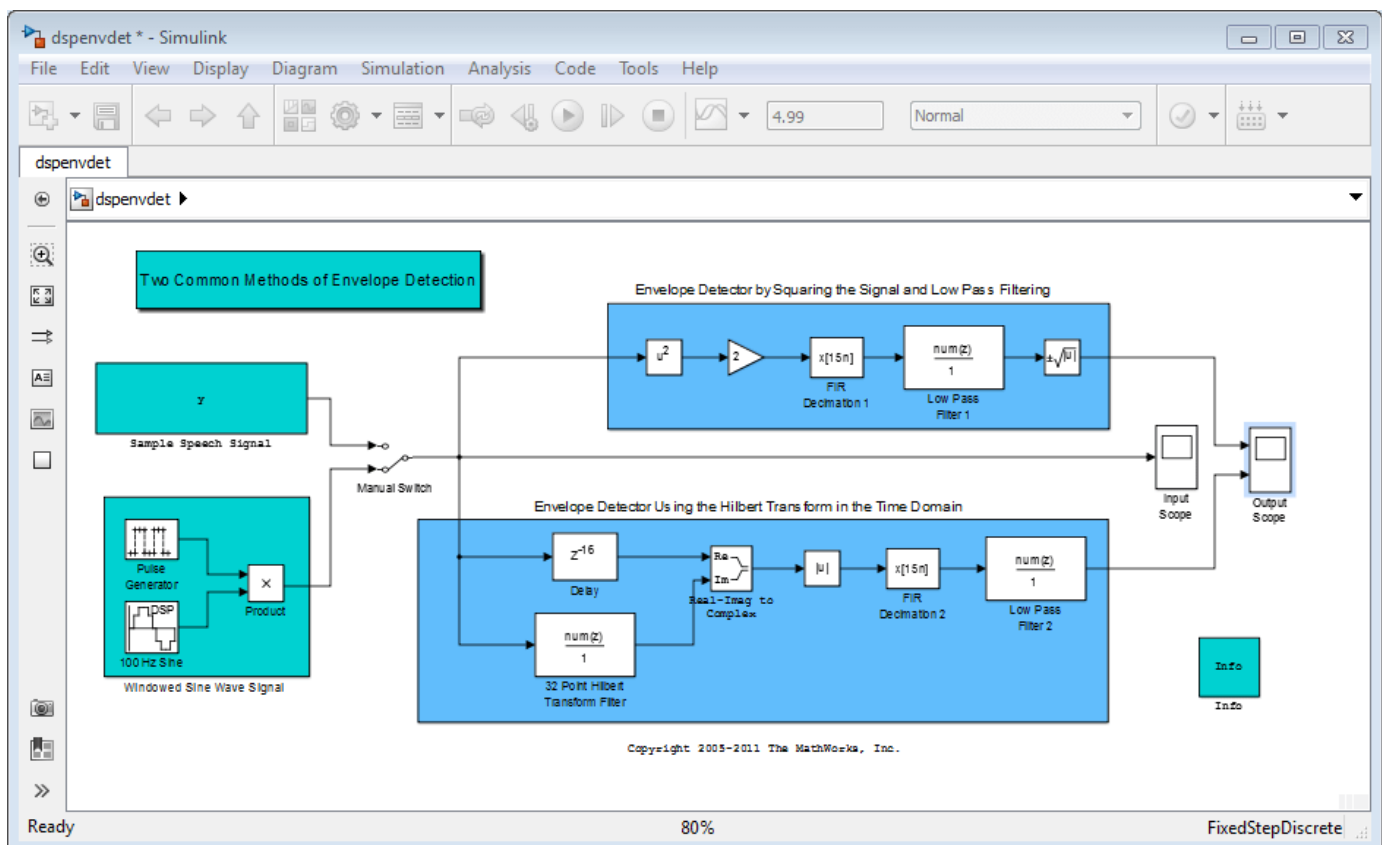 dspenvdet * - Simulink
File Edit View Display Diagram Simulation Analysis Code Tools Help
4.99
Normal
dspenvdet
dspenvdet
Two Common Methods of Envelope Detection
Envelope Detector by Squaring the Signal and Low Pass Filtering
u²
2
x[15n]
num(z)
1
±√|u|
FIR
Decimation 1
Low Pass
Filter 1
y
Sample Speech Signal
Manual Switch
Input
Scope
Output
Scope
Envelope Detector Using the Hilbert Transform in the Time Domain
Pulse
Generator
×
Product
DSP
100 Hz Sine
Windowed Sine Wave Signal
Z⁻¹⁶
Delay
Re
Im
Real-Imag to
Complex
|u|
x[15n]
FIR
Decimation 2
num(z)
1
Low Pass
Filter 2
num(z)
1
32 Point Hilbert
Transform Filter
Info
Info
Copyright 2005-2011 The MathWorks, Inc.
Ready
80%
FixedStepDiscrete